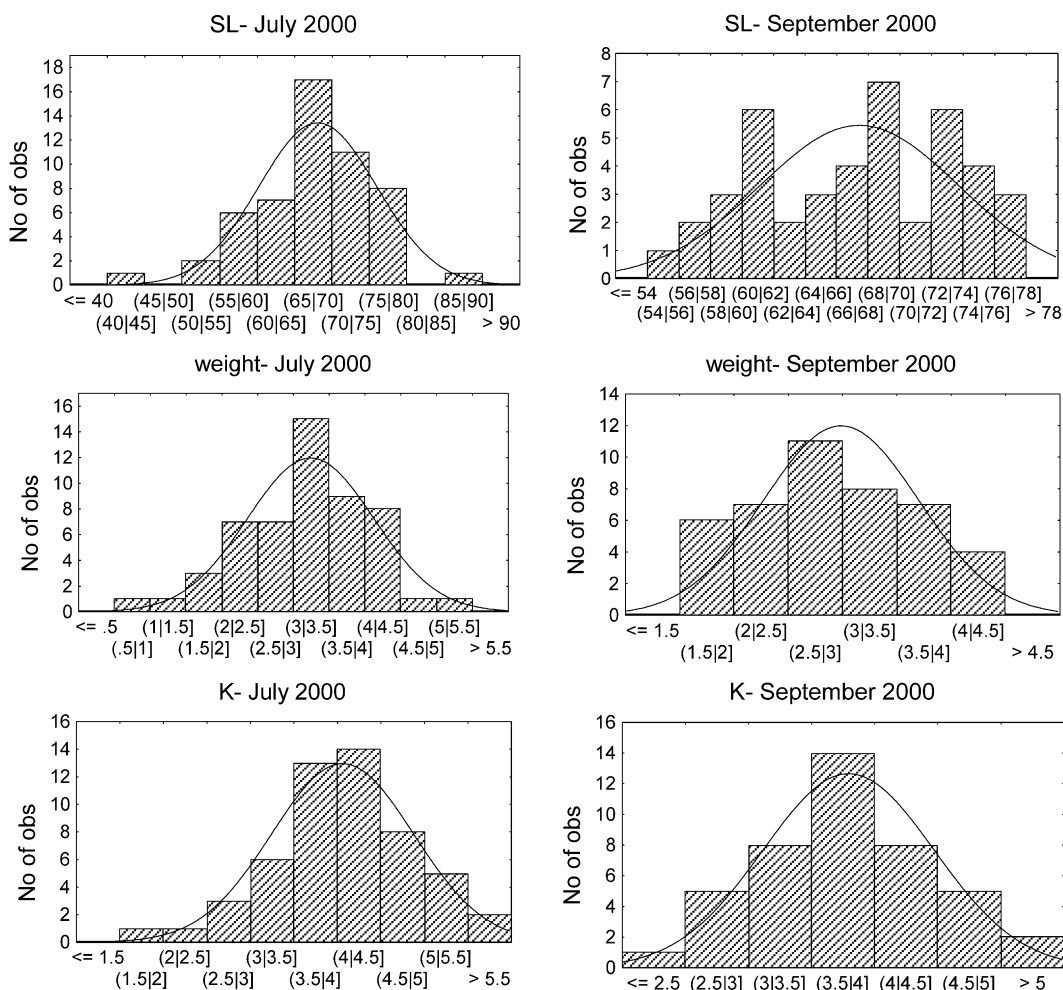 SL- July 2000
No of obs
18
16
14
12
10
8
6
4
2
0
<= 40 (45|50] (55|60] (65|70] (75|80] (85|90]
(40|45] (50|55] (60|65] (70|75] (80|85] > 90
SL- September 2000
No of obs
8
7
6
5
4
3
2
1
0
<= 54 (56|58] (60|62] (64|66] (68|70] (72|74] (76|78]
(54|56] (58|60] (62|64] (66|68] (70|72] (74|76] > 78
weight- July 2000
No of obs
16
14
12
10
8
6
4
2
0
<= .5 (1|1.5] (2|2.5] (3|3.5] (4|4.5] (5|5.5]
(.5|1] (1.5|2] (2.5|3] (3.5|4] (4.5|5] > 5.5
weight- September 2000
No of obs
14
12
10
8
6
4
2
0
<= 1.5 (2|2.5] (3|3.5] (4|4.5]
(1.5|2] (2.5|3] (3.5|4] > 4.5
K- July 2000
No of obs
16
14
12
10
8
6
4
2
0
<= 1.5 (2|2.5] (3|3.5] (4|4.5] (5|5.5]
(1.5|2] (2.5|3] (3.5|4] (4.5|5] > 5.5
K- September 2000
No of obs
16
14
12
10
8
6
4
2
0
<= 2.5 (2.5|3] (3|3.5] (3.5|4] (4|4.5] (4.5|5] > 5